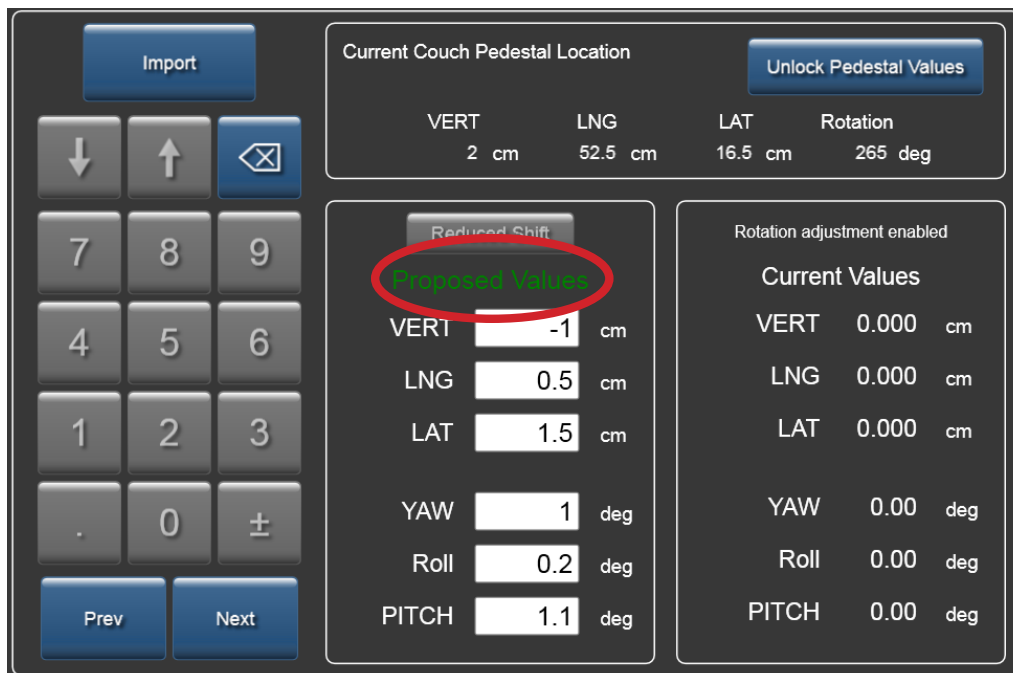 Import
7 8 9
4 5 6
1 2 3
. 0 ±
Prev Next
Current Couch Pedestal Location
Unlock Pedestal Values
VERT LNG LAT Rotation
2 cm 52.5 cm 16.5 cm 265 deg
Reduced Shift
Proposed Values
VERT -1 cm
LNG 0.5 cm
LAT 1.5 cm
YAW 1 deg
Roll 0.2 deg
PITCH 1.1 deg
Rotation adjustment enabled
Current Values
VERT 0.000 cm
LNG 0.000 cm
LAT 0.000 cm
YAW 0.00 deg
Roll 0.00 deg
PITCH 0.00 deg